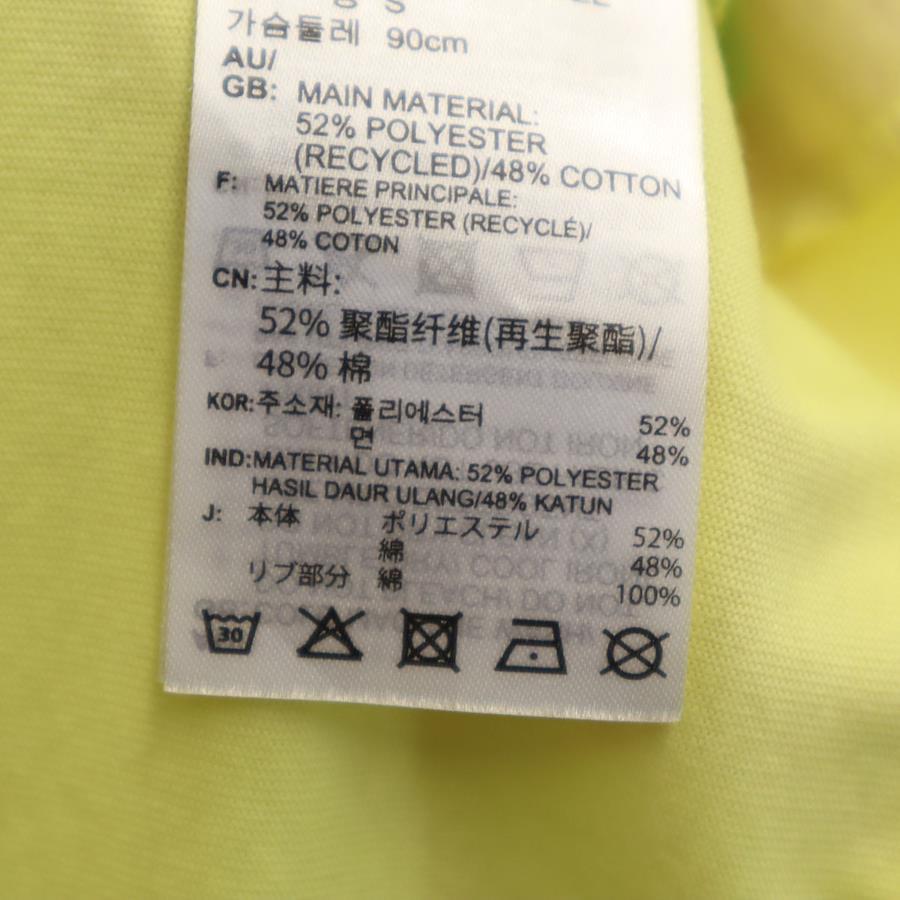 S
가슴둘레 90cm
AU/
GB: MAIN MATERIAL:
52% POLYESTER
(RECYCLED)/48% COTTON
F: MATIERE PRINCIPALE:
52% POLYESTER (RECYCLÉ)/
48% COTON
CN: 主料:
52% 聚酯纤维(再生聚酯)/
48% 棉
KOR: 주소재: 폴리에스터 52%
면 48%
IND: MATERIAL UTAMA: 52% POLYESTER
HASIL DAUR ULANG/48% KATUN
J: 本体 ポリエステル 52%
綿 48%
リブ部分 綿 100%
30